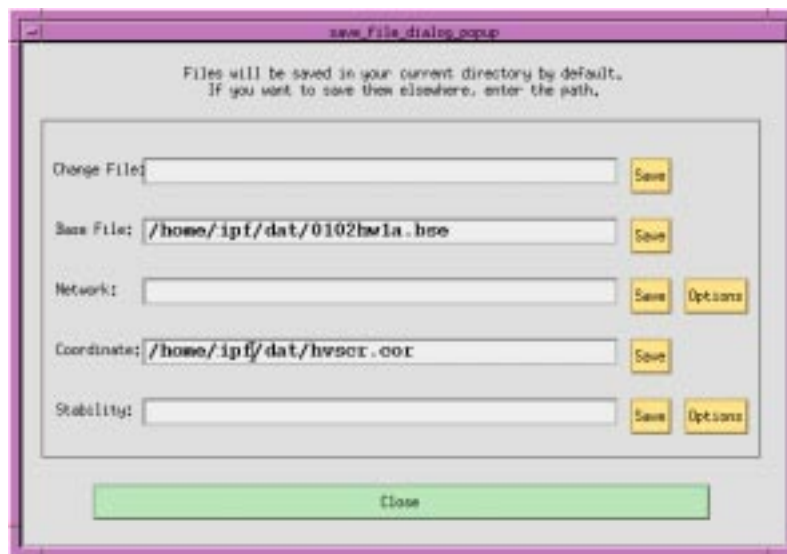 save_file_dialog_popup
Files will be saved in your current directory by default.
If you want to save them elsewhere, enter the path.
Change File:
Save
Base File: /home/ipf/dat/0102hw1a.bse
Save
Network:
Save Options
Coordinate: /home/ipf/dat/hwscr.cor
Save
Stability:
Save Options
Close